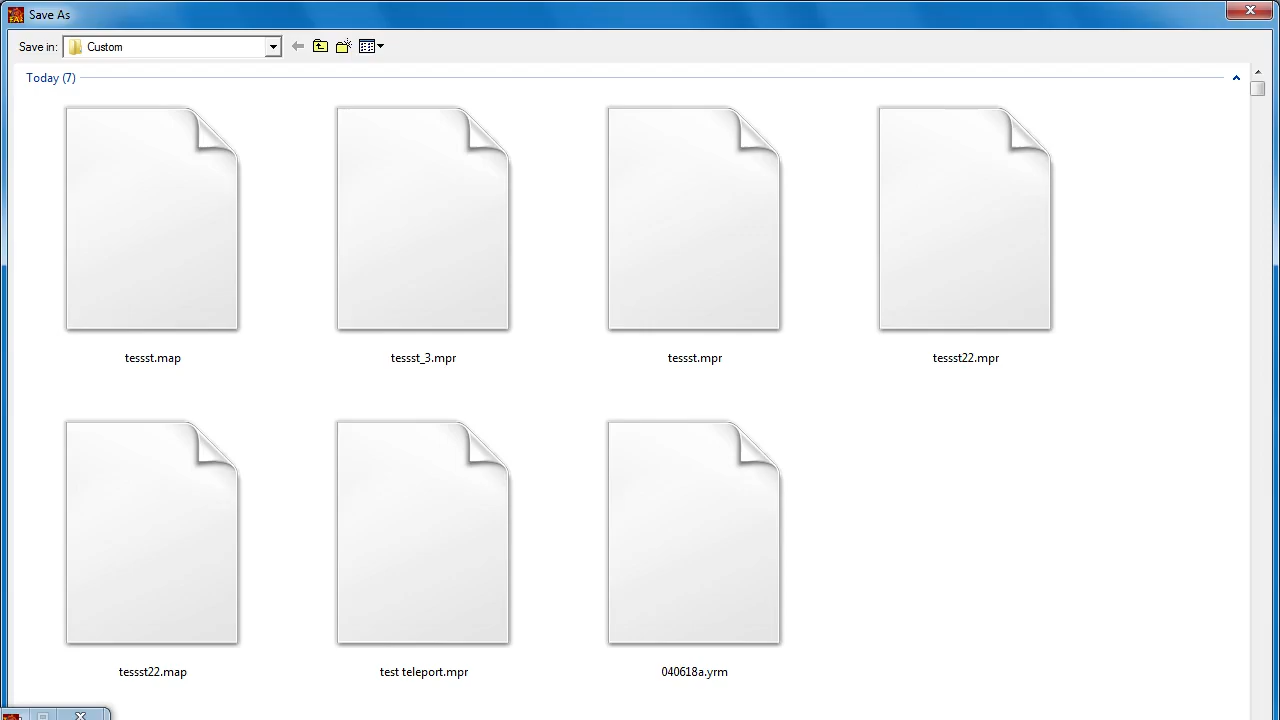 Save As
Save in: Custom
Today (7)
tessst.map
tessst_3.mpr
tessst.mpr
tessst22.mpr
tessst22.map
test teleport.mpr
040618a.yrm